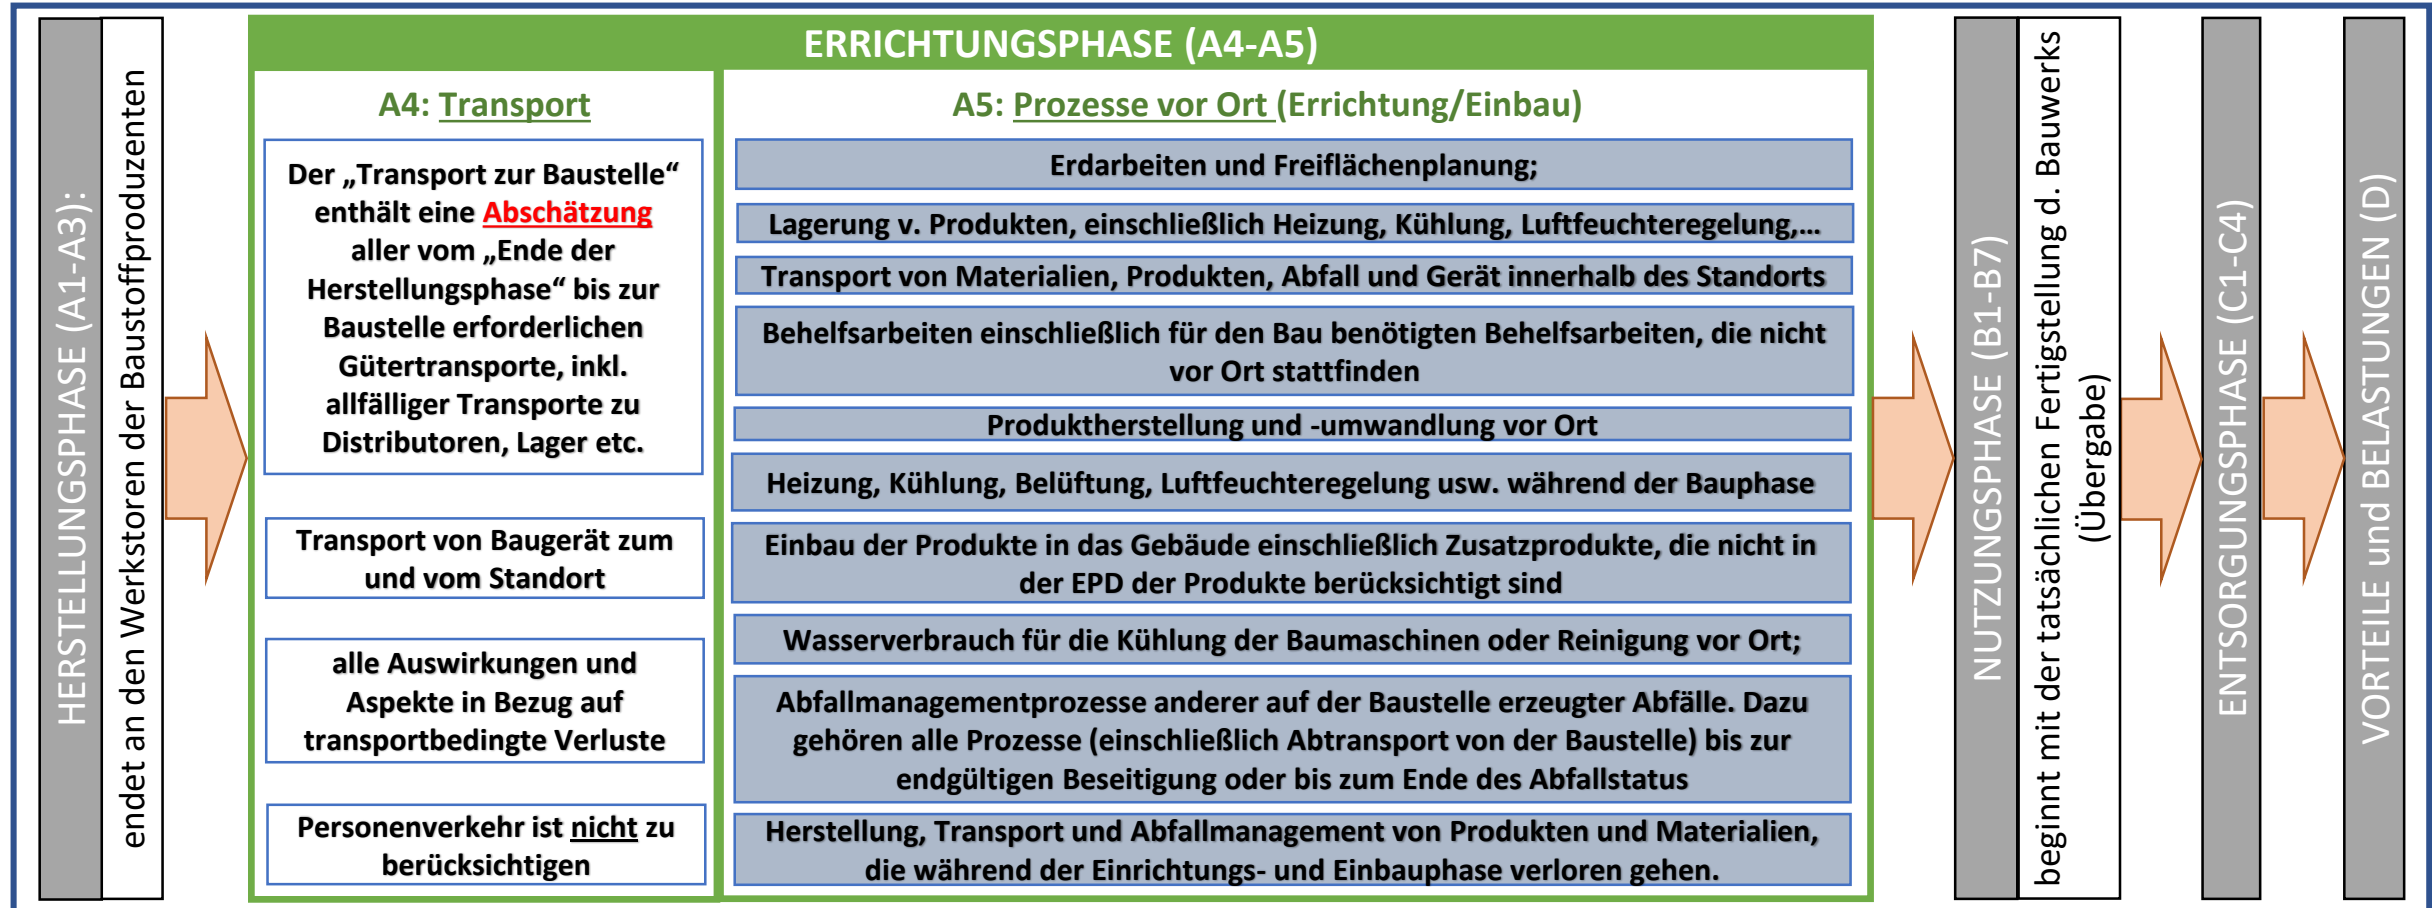 HERSTELLUNGSPHASE (A1-A3):
endet an den Werkstoren der Baustoffproduzenten
ERRICHTUNGSPHASE (A4-A5)
A4: Transport
Der „Transport zur Baustelle“
enthält eine Abschätzung
aller vom „Ende der
Herstellungsphase“ bis zur
Baustelle erforderlichen
Gütertransporte, inkl.
allfälliger Transporte zu
Distributoren, Lager etc.
Transport von Baugerät zum
und vom Standort
alle Auswirkungen und
Aspekte in Bezug auf
transportbedingte Verluste
Personenverkehr ist nicht zu
berücksichtigen
A5: Prozesse vor Ort (Errichtung/Einbau)
Erdarbeiten und Freiflächenplanung;
Lagerung v. Produkten, einschließlich Heizung, Kühlung, Luftfeuchteregelung,...
Transport von Materialien, Produkten, Abfall und Gerät innerhalb des Standorts
Behelfsarbeiten einschließlich für den Bau benötigten Behelfsarbeiten, die nicht
vor Ort stattfinden
Produktherstellung und -umwandlung vor Ort
Heizung, Kühlung, Belüftung, Luftfeuchteregelung usw. während der Bauphase
Einbau der Produkte in das Gebäude einschließlich Zusatzprodukte, die nicht in
der EPD der Produkte berücksichtigt sind
Wasserverbrauch für die Kühlung der Baumaschinen oder Reinigung vor Ort;
Abfallmanagementprozesse anderer auf der Baustelle erzeugter Abfälle. Dazu
gehören alle Prozesse (einschließlich Abtransport von der Baustelle) bis zur
endgültigen Beseitigung oder bis zum Ende des Abfallstatus
Herstellung, Transport und Abfallmanagement von Produkten und Materialien,
die während der Einrichtungs- und Einbauphase verloren gehen.
NUTZUNGSPHASE (B1-B7)
beginnt mit der tatsächlichen Fertigstellung d. Bauwerks
(Übergabe)
ENTSORGUNGSPHASE (C1-C4)
VORTEILE und BELASTUNGEN (D)